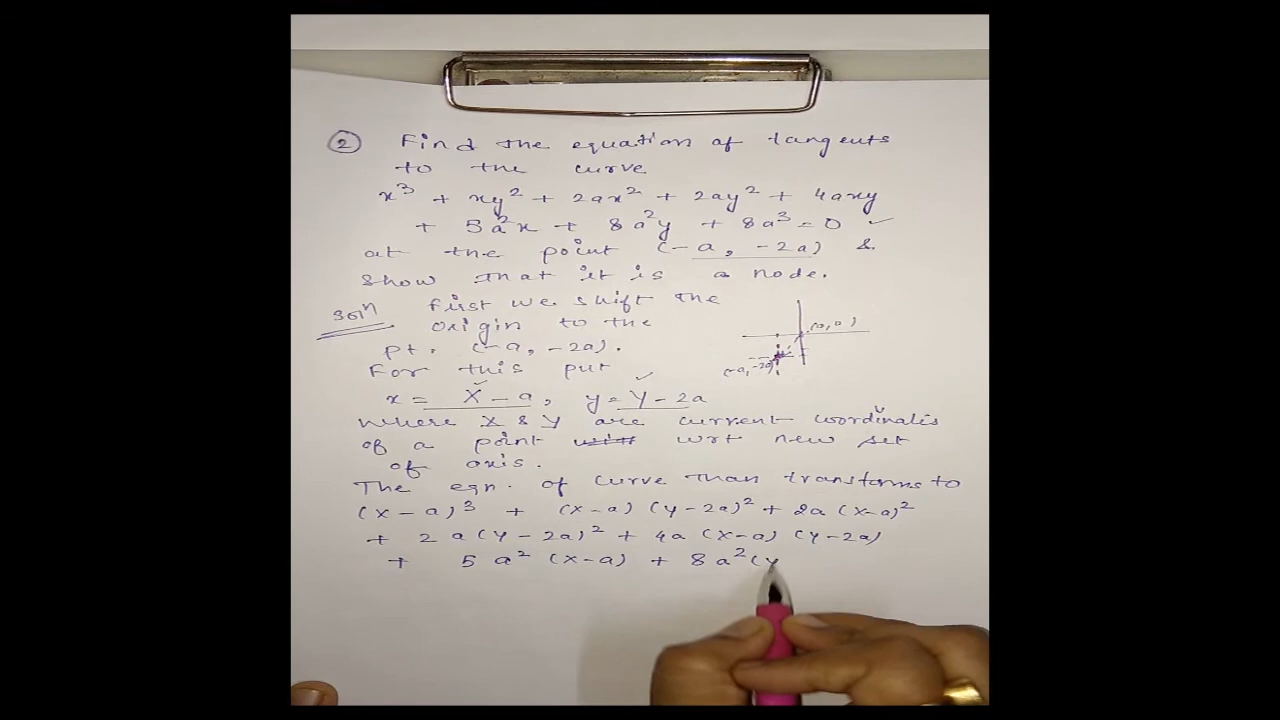 ② Find the equation of tangents
to the curve
x³ + xy² + 2ax² + 2ay² + 4axy
+ 5a²x + 8a²y + 8a³ = 0 ✓
at the point (-a, -2a) &
show that it is a node.
Solⁿ First we shift the
origin to the
(0,0)
pt. (-a, -2a).
(-a, -2a)
For this put
x = X - a, y = Y - 2a
where X & Y are current coordinates
of a point wrt new set
of axis.
The eqn. of curve than transforms to
(X - a)³ + (X - a) (Y - 2a)² + 2a (X - a)²
+ 2a (Y - 2a)² + 4a (X - a) (Y - 2a)
+ 5a² (X - a) + 8a² (Y